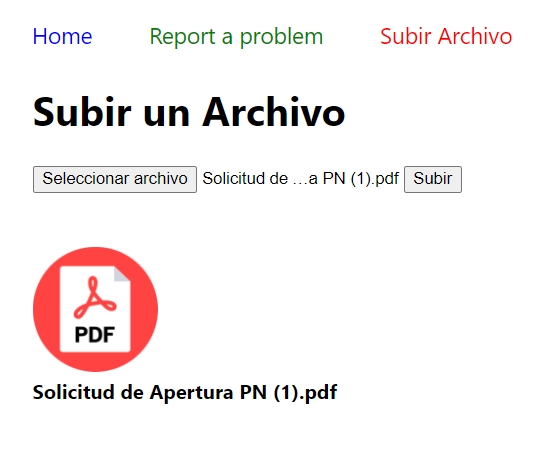 Home Report a problem Subir Archivo
Subir un Archivo
Seleccionar archivo Solicitud de ...a PN (1).pdf Subir
PDF
Solicitud de Apertura PN (1).pdf